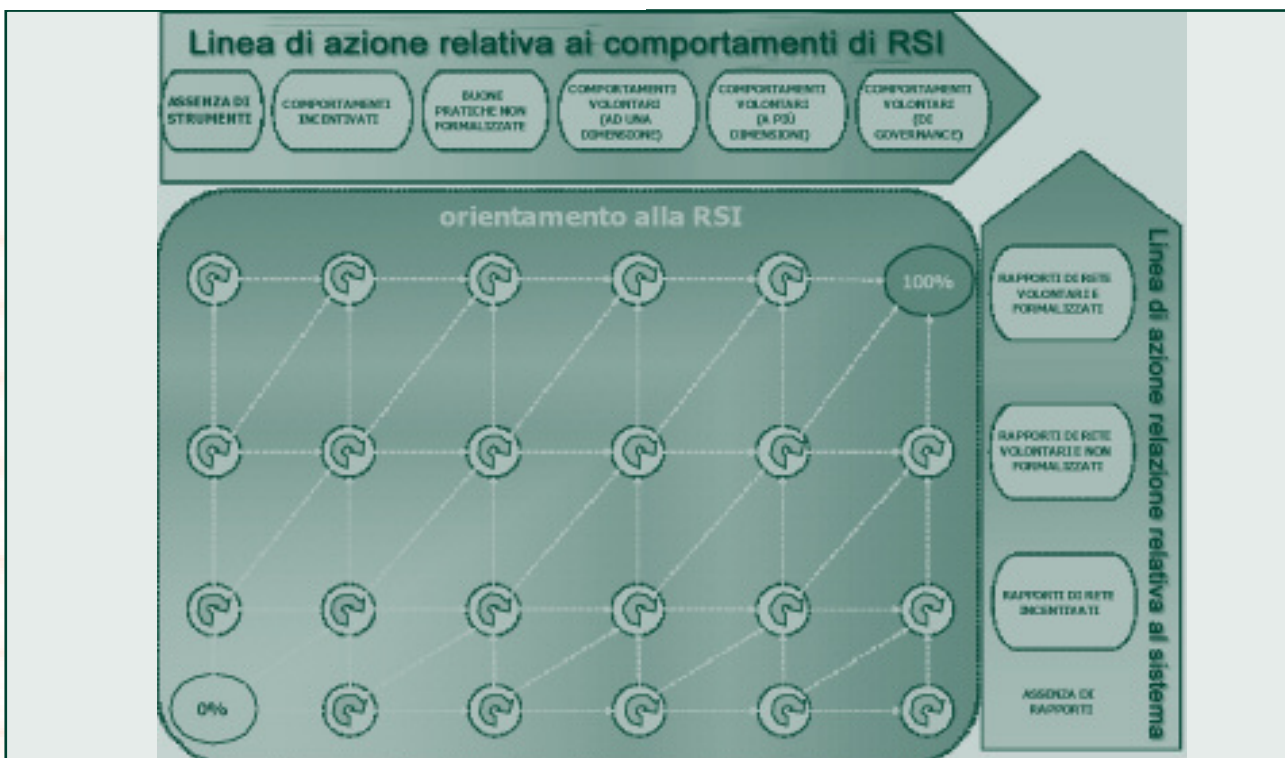 Linea di azione relativa ai comportamenti di RSI
ASSENZA DI
STRUMENTI
COMPORTAMENTI
INCENTIVATI
BUONE
PRATICHE NON
FORMALIZZATE
COMPORTAMENTI
VOLONTARI
(AD UNA
DIMENSIONE)
COMPORTAMENTI
VOLONTARI
(A PIÙ
DIMENSIONI)
COMPORTAMENTI
VOLONTARI
(DI
GOVERNANCE)
orientamento alla RSI
100%
0%
RAPPORTI DI RETE
VOLONTARI E
FORMALIZZATI
RAPPORTI DI RETE
VOLONTARI E NON
FORMALIZZATI
RAPPORTI DI RETE
INCENTIVATI
ASSENZA DI
RAPPORTI
Linea di azione relazione relativa al sistema